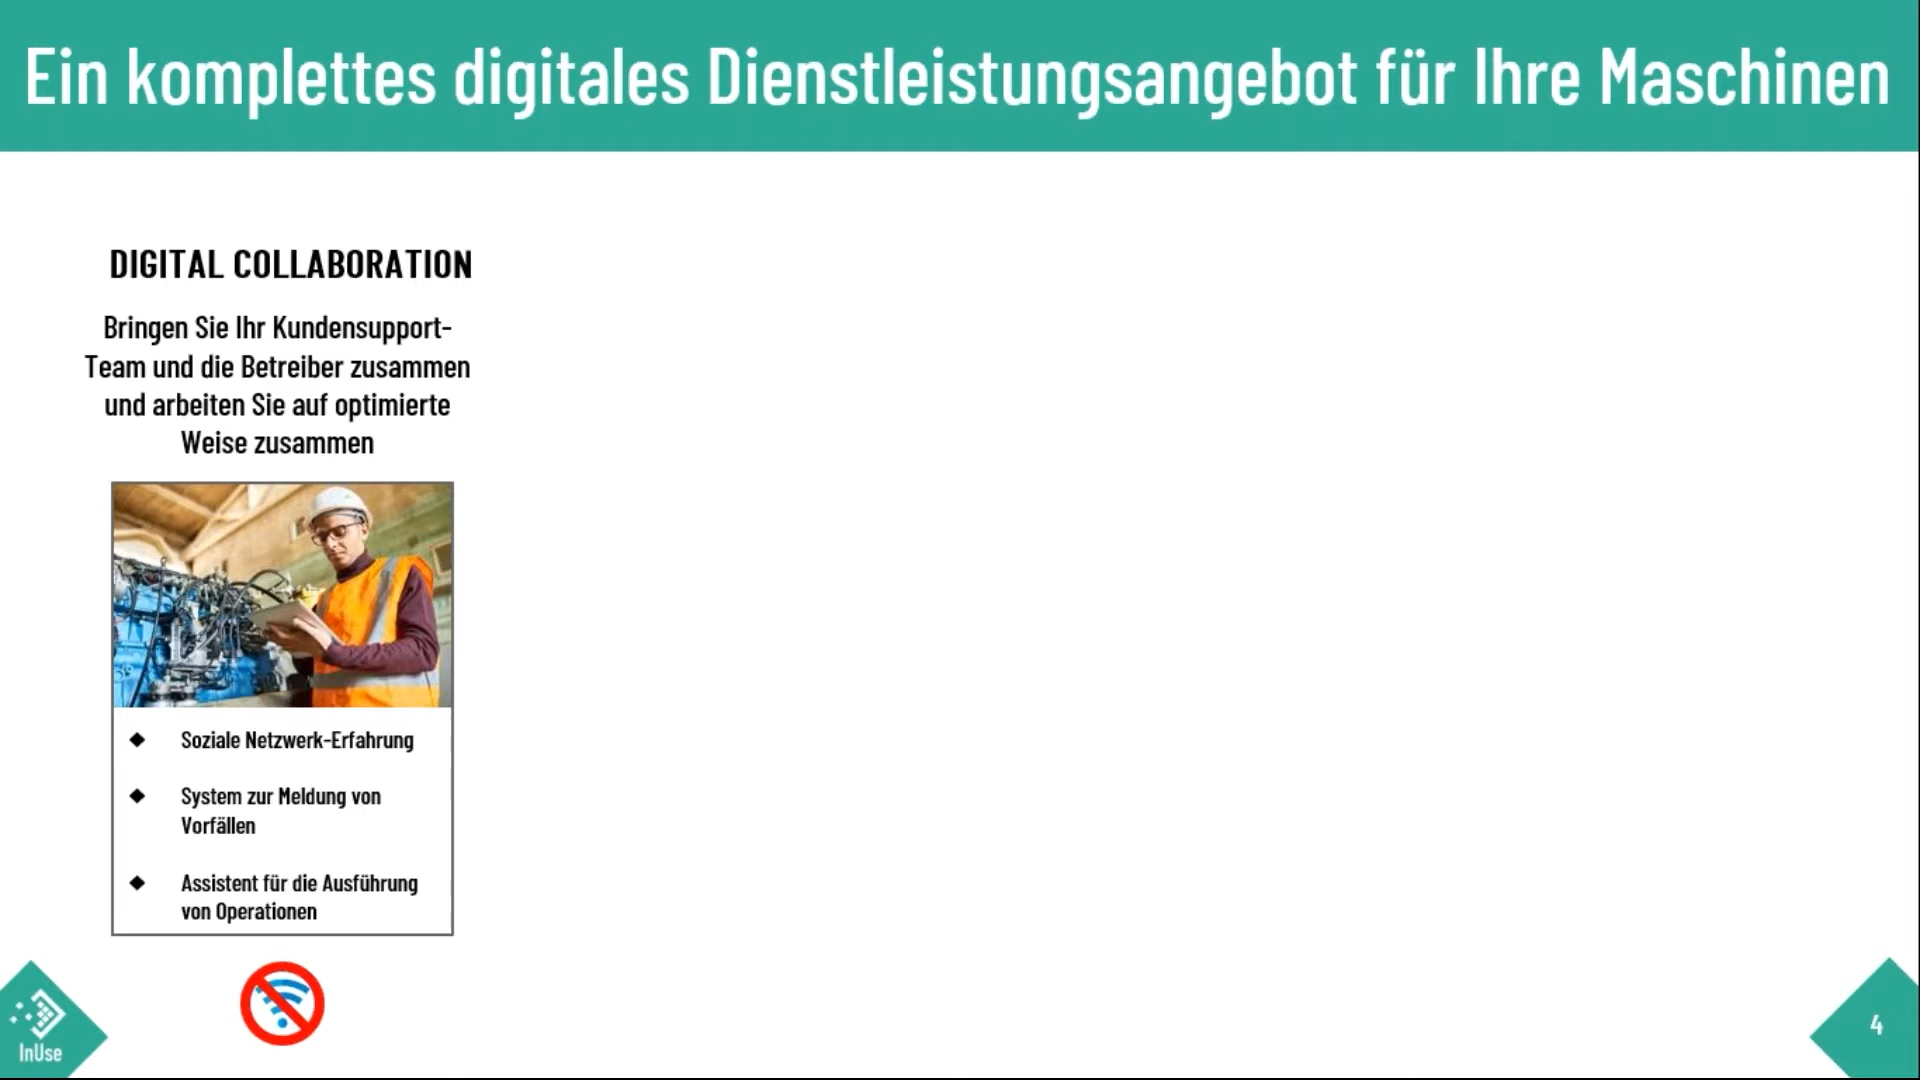 Ein komplettes digitales Dienstleistungsangebot für Ihre Maschinen
DIGITAL COLLABORATION
Bringen Sie Ihr Kundensupport-
Team und die Betreiber zusammen
und arbeiten Sie auf optimierte
Weise zusammen
◆ Soziale Netzwerk-Erfahrung
◆ System zur Meldung von
Vorfällen
◆ Assistent für die Ausführung
von Operationen
InUse
4